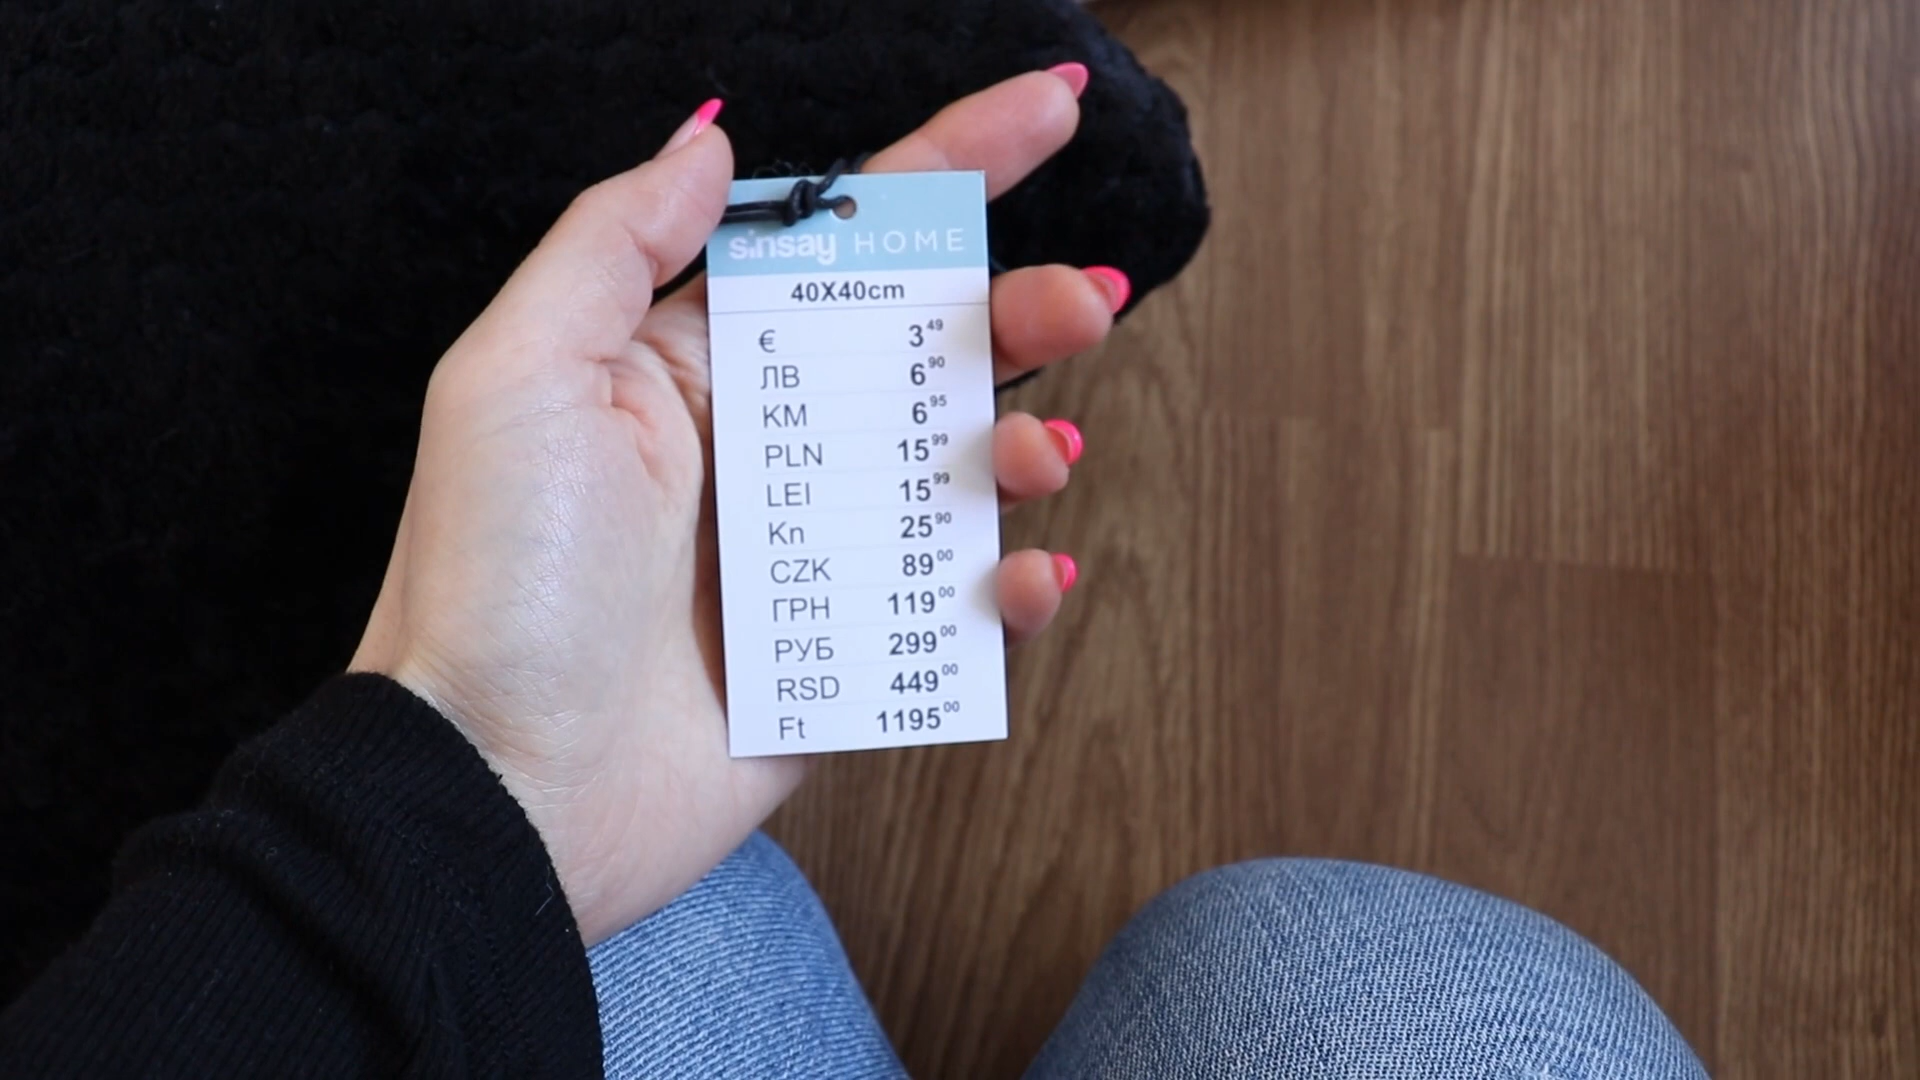 sinsay HOME
40X40cm
€ 3⁴⁹
ЛВ 6⁹⁰
KM 6⁹⁵
PLN 15⁹⁹
LEI 15⁹⁹
Kn 25⁹⁰
CZK 89⁰⁰
ГРН 119⁰⁰
РУБ 299⁰⁰
RSD 449⁰⁰
Ft 1195⁰⁰